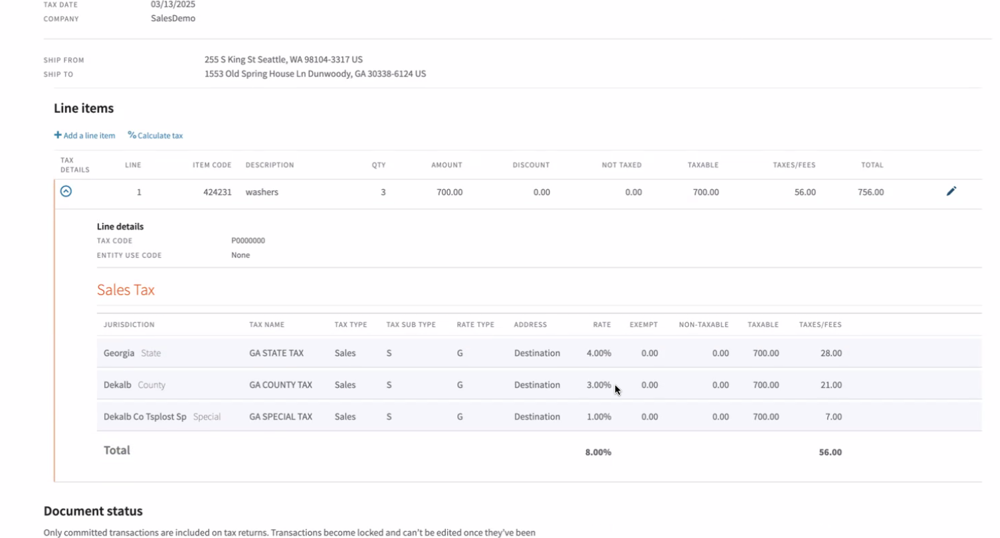 TAX DATE 03/13/2025
COMPANY SalesDemo
SHIP FROM 255 S King St Seattle, WA 98104-3317 US
SHIP TO 1553 Old Spring House Ln Dunwoody, GA 30338-6124 US
Line items
+ Add a line item % Calculate tax
TAX DETAILS LINE ITEM CODE DESCRIPTION QTY AMOUNT DISCOUNT NOT TAXED TAXABLE TAXES/FEES TOTAL
1 424231 washers 3 700.00 0.00 0.00 700.00 56.00 756.00
Line details
TAX CODE P0000000
ENTITY USE CODE None
Sales Tax
JURISDICTION TAX NAME TAX TYPE TAX SUB TYPE RATE TYPE ADDRESS RATE EXEMPT NON-TAXABLE TAXABLE TAXES/FEES
Georgia State GA STATE TAX Sales S G Destination 4.00% 0.00 0.00 700.00 28.00
Dekalb County GA COUNTY TAX Sales S G Destination 3.00% 0.00 0.00 700.00 21.00
Dekalb Co Tsplost Sp Special GA SPECIAL TAX Sales S G Destination 1.00% 0.00 0.00 700.00 7.00
Total 8.00% 56.00
Document status
Only committed transactions are included on tax returns. Transactions become locked and can't be edited once they've been